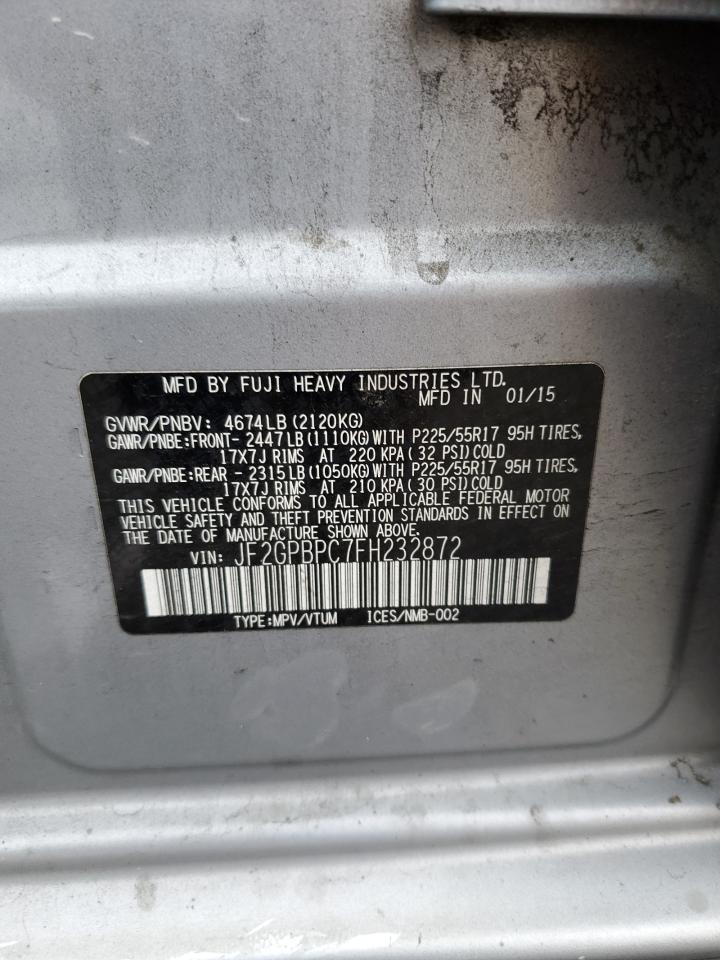 MFD BY FUJI HEAVY INDUSTRIES LTD.
MFD IN 01/15
GVWR/PNBV: 4674LB(2120KG)
GAWR/PNBE:FRONT-2447LB(1110KG)WITH P225/55R17 95H TIRES,
17X7J RIMS AT 220 KPA(32 PSI)COLD
GAWR/PNBE:REAR -2315LB(1050KG)WITH P225/55R17 95H TIRES,
17X7J RIMS AT 210 KPA(30 PSI)COLD
THIS VEHICLE CONFORMS TO ALL APPLICABLE FEDERAL MOTOR
VEHICLE SAFETY AND THEFT PREVENTION STANDARDS IN EFFECT ON
THE DATE OF MANUFACTURE SHOWN ABOVE.
VIN: JF2GPBPC7FH232872
TYPE:MPV/VTUM ICES/NMB-002